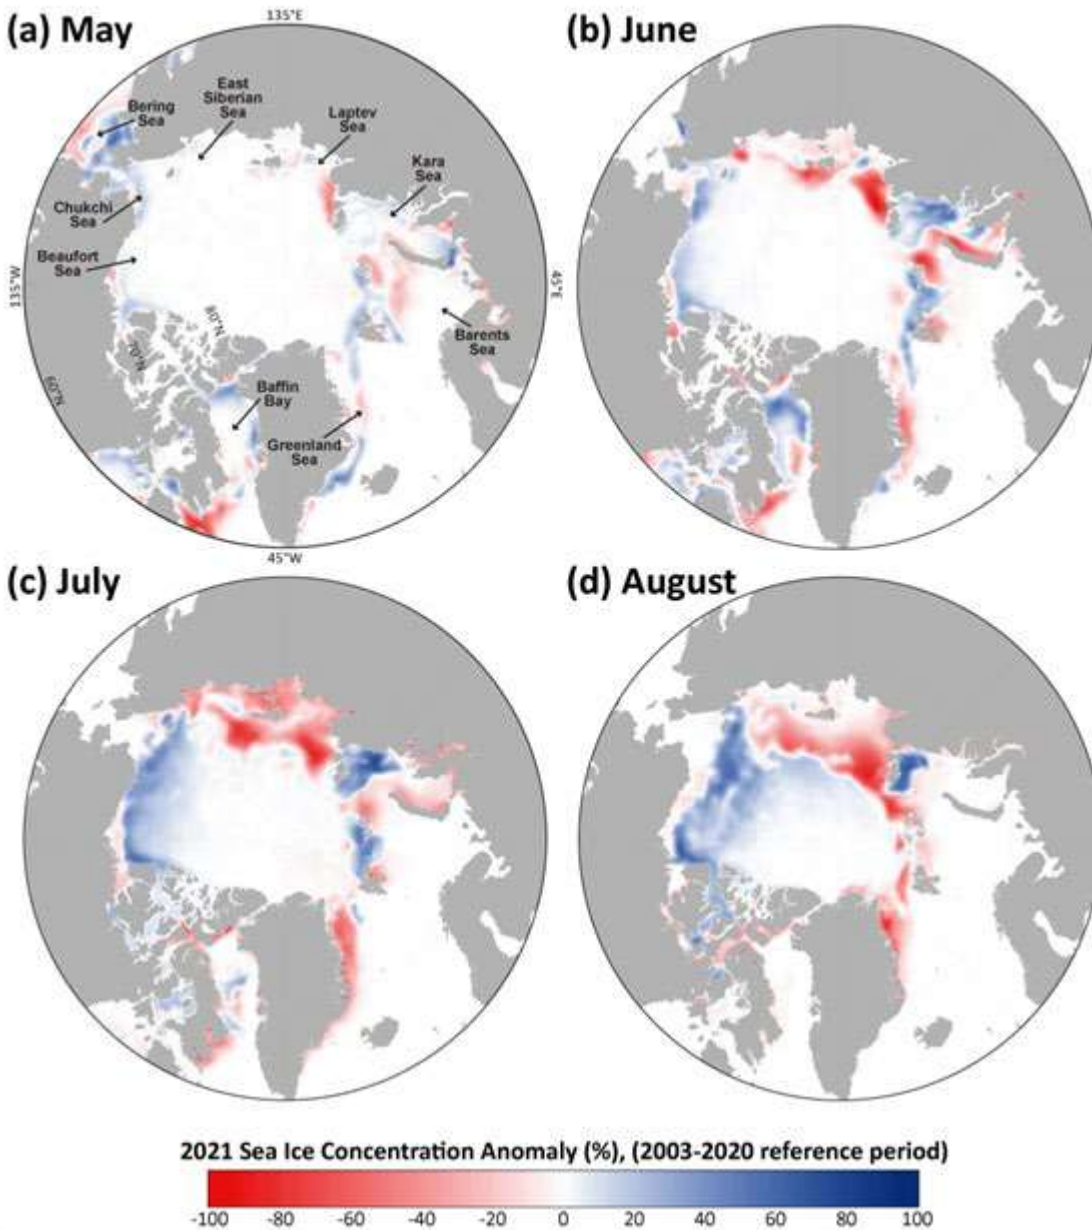 (a) May
135°E
(b) June
East
Siberian
Sea
Bering
Sea
Laptev
Sea
Kara
Sea
Chukchi
Sea
Beaufort
Sea
135°W
45°E
80°N
70°N
60°N
Barents
Sea
Baffin
Bay
Greenland
Sea
45°W
(c) July
(d) August
2021 Sea Ice Concentration Anomaly (%), (2003-2020 reference period)
-100 -80 -60 -40 -20 0 20 40 60 80 100